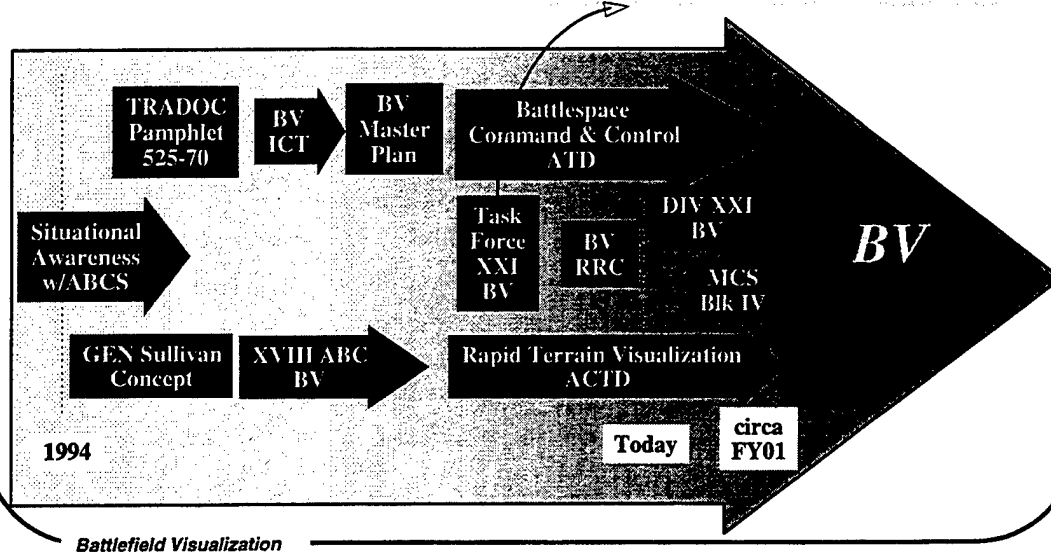 TRADOC
Pamphlet
525-70
BV
ICT
BV
Master
Plan
Battlespace
Command & Control
ATD
Situational
Awareness
w/ABCS
Task
Force
XXI
BV
BV
RRC
DIV XXI
BV
MCS
Blk IV
BV
GEN Sullivan
Concept
XVIII ABC
BV
Rapid Terrain Visualization
ACTD
1994
Today
circa
FY01
Battlefield Visualization